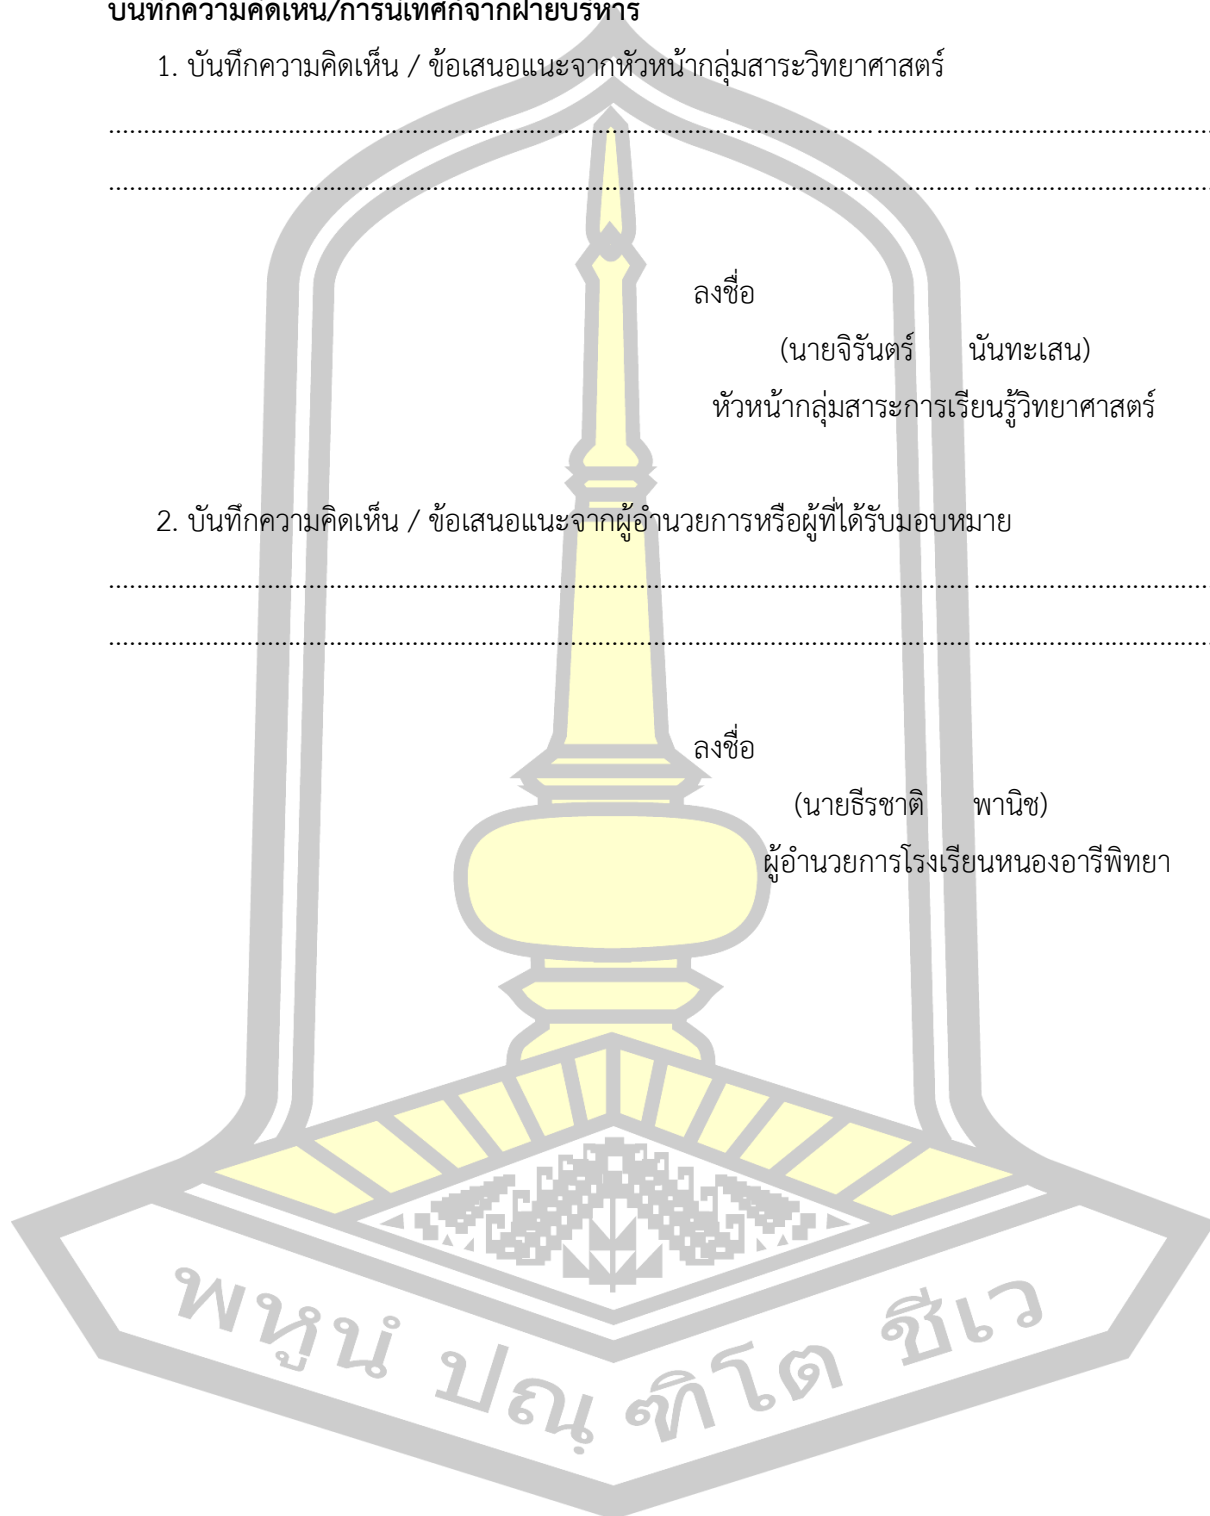 บันทึกความคิดเห็น/การนิเทศก์จากฝ่ายบริหาร
1. บันทึกความคิดเห็น / ข้อเสนอแนะจากหัวหน้ากลุ่มสาระวิทยาศาสตร์
ลงชื่อ
(นายจิรันตร์ นันทะเสน)
หัวหน้ากลุ่มสาระการเรียนรู้วิทยาศาสตร์
2. บันทึกความคิดเห็น / ข้อเสนอแนะจากผู้อำนวยการหรือผู้ที่ได้รับมอบหมาย
ลงชื่อ
(นายธีรชาติ พานิช)
ผู้อำนวยการโรงเรียนหนองอารีพิทยา
พหูนํ ปณฺฑิโต ชีเว